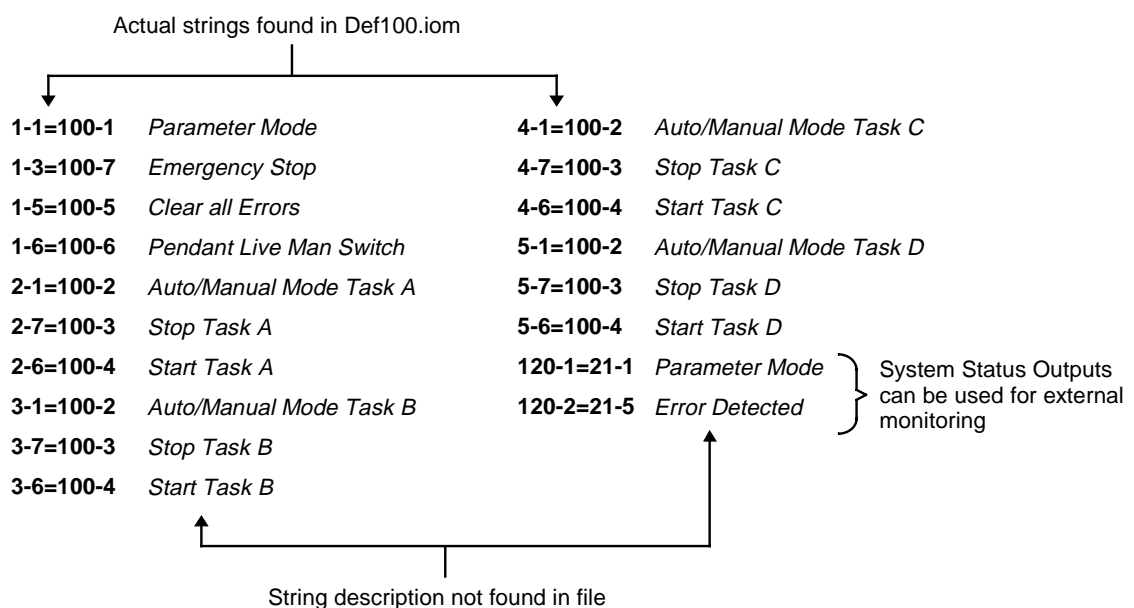 Actual strings found in Def100.iom
1-1=100-1 Parameter Mode
1-3=100-7 Emergency Stop
1-5=100-5 Clear all Errors
1-6=100-6 Pendant Live Man Switch
2-1=100-2 Auto/Manual Mode Task A
2-7=100-3 Stop Task A
2-6=100-4 Start Task A
3-1=100-2 Auto/Manual Mode Task B
3-7=100-3 Stop Task B
3-6=100-4 Start Task B
4-1=100-2 Auto/Manual Mode Task C
4-7=100-3 Stop Task C
4-6=100-4 Start Task C
5-1=100-2 Auto/Manual Mode Task D
5-7=100-3 Stop Task D
5-6=100-4 Start Task D
120-1=21-1 Parameter Mode
120-2=21-5 Error Detected
System Status Outputs
can be used for external
monitoring
String description not found in file